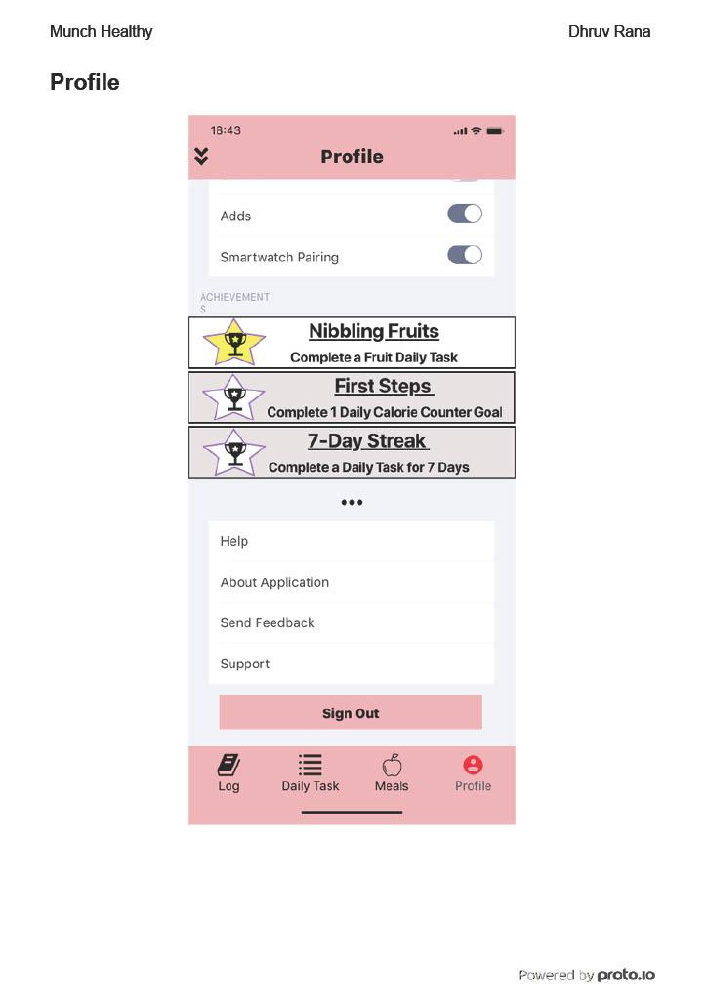 Munch Healthy Dhruv Rana
Profile
18:43
Profile
Adds
Smartwatch Pairing
ACHIEVEMENT
S
Nibbling Fruits
Complete a Fruit Daily Task
First Steps
Complete 1 Daily Calorie Counter Goal
7-Day Streak
Complete a Daily Task for 7 Days
•••
Help
About Application
Send Feedback
Support
Sign Out
Log Daily Task Meals Profile
Powered by proto.io